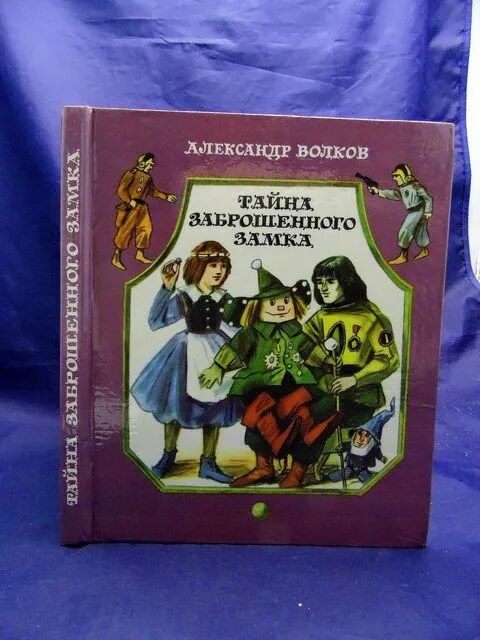 АЛЕКСАНДР ВОЛКОВ
ТАЙНА
ЗАБРОШЕННОГО
ЗАМКА
ТАЙНА ЗАБРОШЕННОГО ЗАМКА